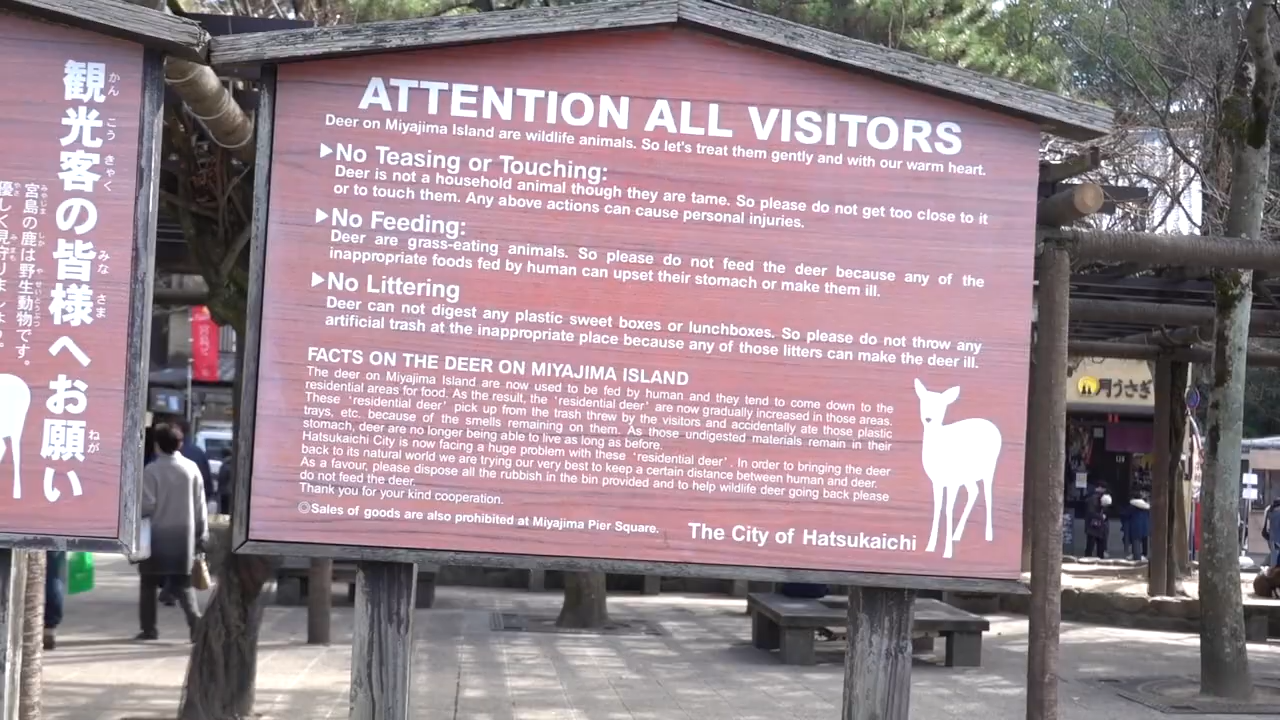 観光客の皆様へお願い
宮島の鹿は野生動物です。
優しく見守りましょう。
ATTENTION ALL VISITORS
Deer on Miyajima Island are wildlife animals. So let's treat them gently and with our warm heart.
▶No Teasing or Touching:
Deer is not a household animal though they are tame. So please do not get too close to it
or to touch them. Any above actions can cause personal injuries.
▶No Feeding:
Deer are grass-eating animals. So please do not feed the deer because any of the
inappropriate foods fed by human can upset their stomach or make them ill.
▶No Littering
Deer can not digest any plastic sweet boxes or lunchboxes. So please do not throw any
artificial trash at the inappropriate place because any of those litters can make the deer ill.
FACTS ON THE DEER ON MIYAJIMA ISLAND
The deer on Miyajima Island are now used to be fed by human and they tend to come down to the
residential areas for food. As the result, the 'residential deer' are now gradually increased in those areas.
These 'residential deer' pick up from the trash threw by the visitors and accidentally ate those plastic
trays, etc. because of the smells remaining on them. As those undigested materials remain in their
stomach, deer are no longer being able to live as long as before.
Hatsukaichi City is now facing a huge problem with these 'residential deer'. In order to bringing the deer
back to its natural world we are trying our very best to keep a certain distance between human and deer.
As a favour, please dispose all the rubbish in the bin provided and to help wildlife deer going back please
do not feed the deer.
Thank you for your kind cooperation.
◎Sales of goods are also prohibited at Miyajima Pier Square.
The City of Hatsukaichi
月うさぎ